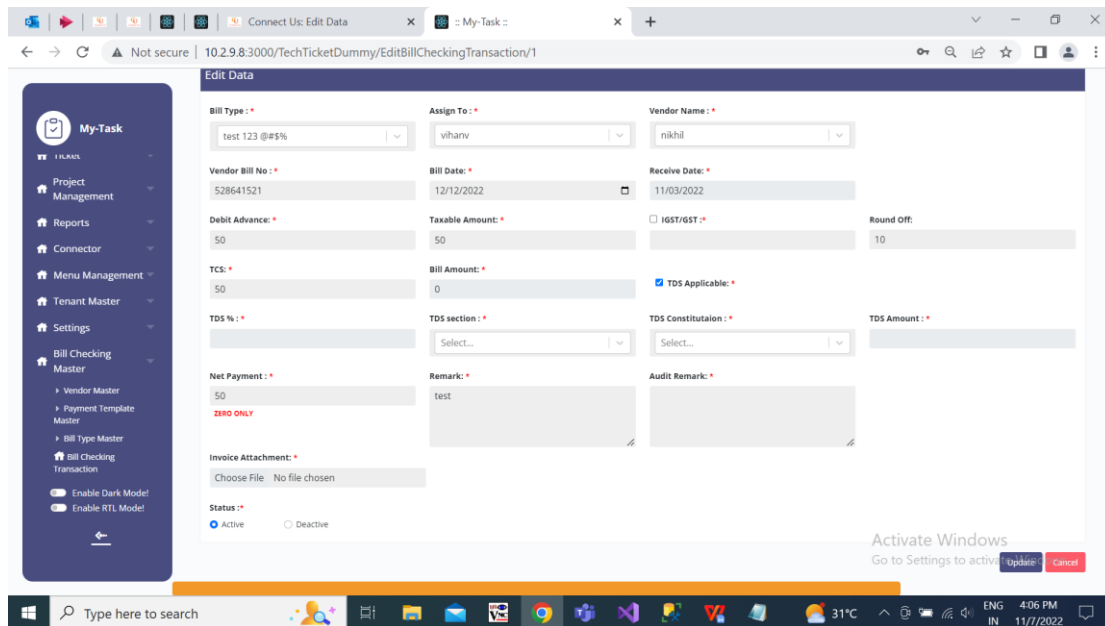 Connect Us: Edit Data
:: My-Task ::
Not secure | 10.2.9.8:3000/TechTicketDummy/EditBillCheckingTransaction/1
My-Task
Ticket
Project
Management
Reports
Connector
Menu Management
Tenant Master
Settings
Bill Checking
Master
Vendor Master
Payment Template
Master
Bill Type Master
Bill Checking
Transaction
Enable Dark Mode!
Enable RTL Mode!
Edit Data
Bill Type : * Assign To : * Vendor Name : *
test 123 @#$% vihanv nikhil
Vendor Bill No : * Bill Date: * Receive Date: *
528641521 12/12/2022 11/03/2022
Debit Advance: * Taxable Amount: * IGST/GST :* Round Off:
50 50 10
TCS: * Bill Amount: * TDS Applicable: *
50 0
TDS % : * TDS section : * TDS Constitutaion : * TDS Amount : *
Select... Select...
Net Payment : * Remark: * Audit Remark: *
50 test
ZERO ONLY
Invoice Attachment: *
Choose File No file chosen
Status :*
Active Deactive
Activate Windows
Go to Settings to activate Windows.
Update Cancel
Type here to search 31°C ENG 4:06 PM
IN 11/7/2022